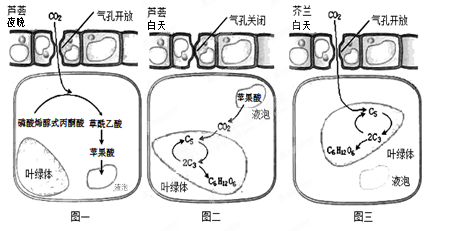 芦荟
夜晚
CO₂
气孔开放
磷酸烯醇式丙酮酸
草酰乙酸
苹果酸
叶绿体
液泡
图一
芦荟
白天
气孔关闭
苹果酸
液泡
CO₂
C₅
2C₃
C₆H₁₂O₆
叶绿体
图二
芥兰
白天
CO₂
气孔开放
C₅
2C₃
C₆H₁₂O₆
叶绿体
液泡
图三